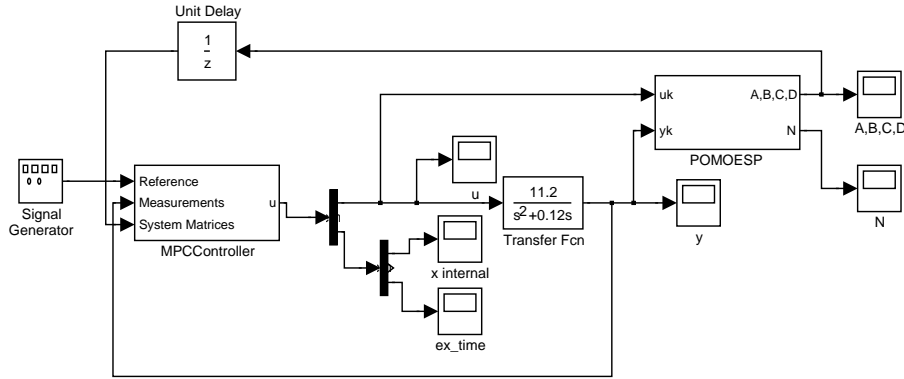 Unit Delay
1
z
uk
yk
A,B,C,D
N
POMOESP
A,B,C,D
N
Signal
Generator
Reference
Measurements
System Matrices
u
MPCController
u
11.2
s2+0.12s
Transfer Fcn
y
x internal
ex_time